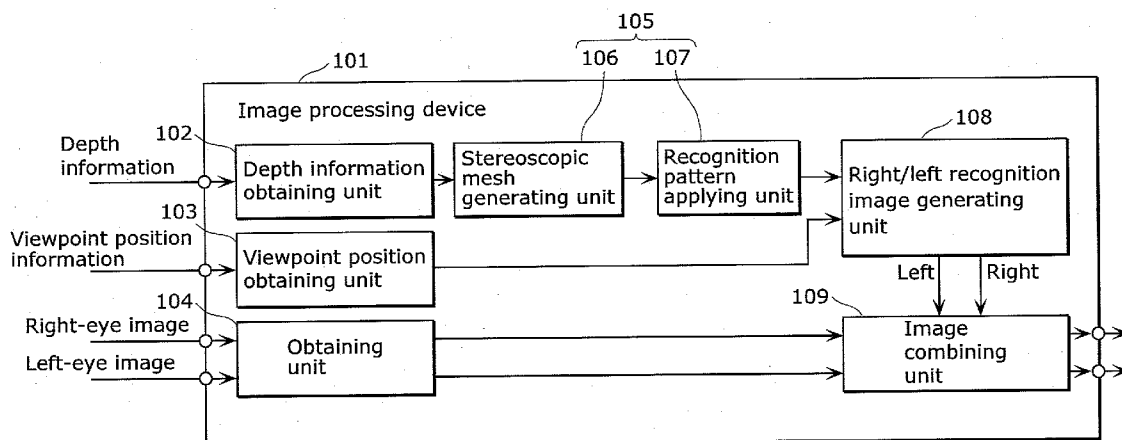 105
101
106
107
Image processing device
102
108
Depth
information
Depth information
obtaining unit
Stereoscopic
mesh
generating unit
Recognition
pattern
applying unit
Right/left recognition
image generating
unit
103
Viewpoint position
information
Viewpoint position
obtaining unit
Left
Right
104
109
Right-eye image
Left-eye image
Obtaining
unit
Image
combining
unit